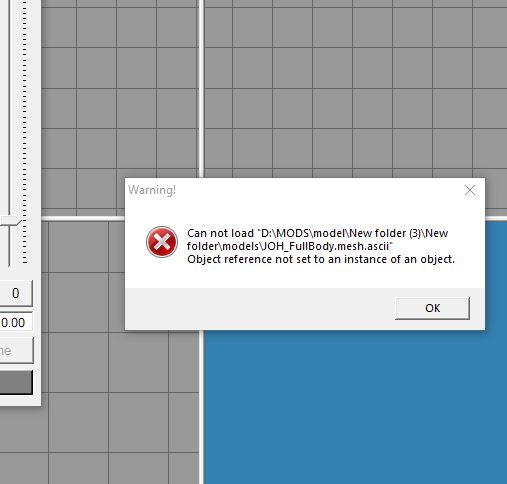 Warning!
Can not load "D:\MODS\model\New folder (3)\New
folder\models\JOH_FullBody.mesh.ascii"
Object reference not set to an instance of an object.
OK
0
0.00
ne